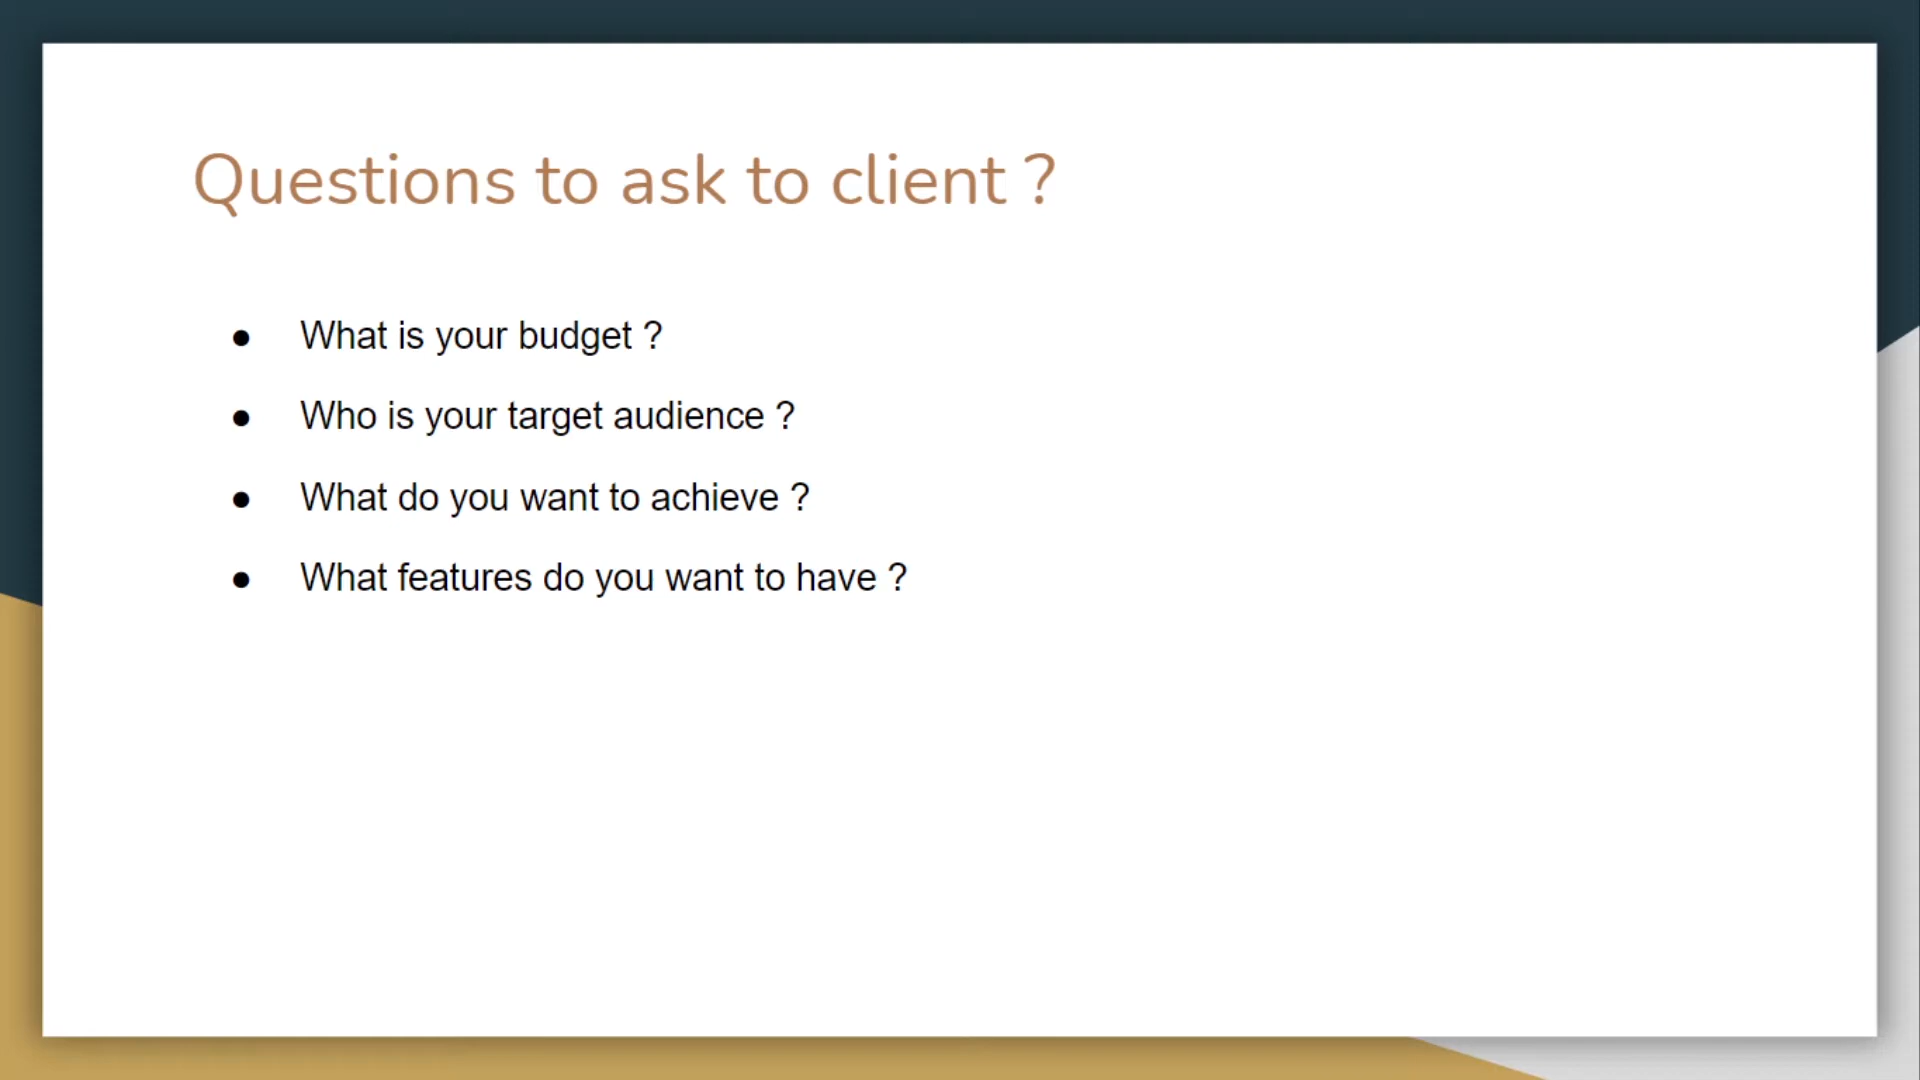 Questions to ask to client ?
● What is your budget ?
● Who is your target audience ?
● What do you want to achieve ?
● What features do you want to have ?